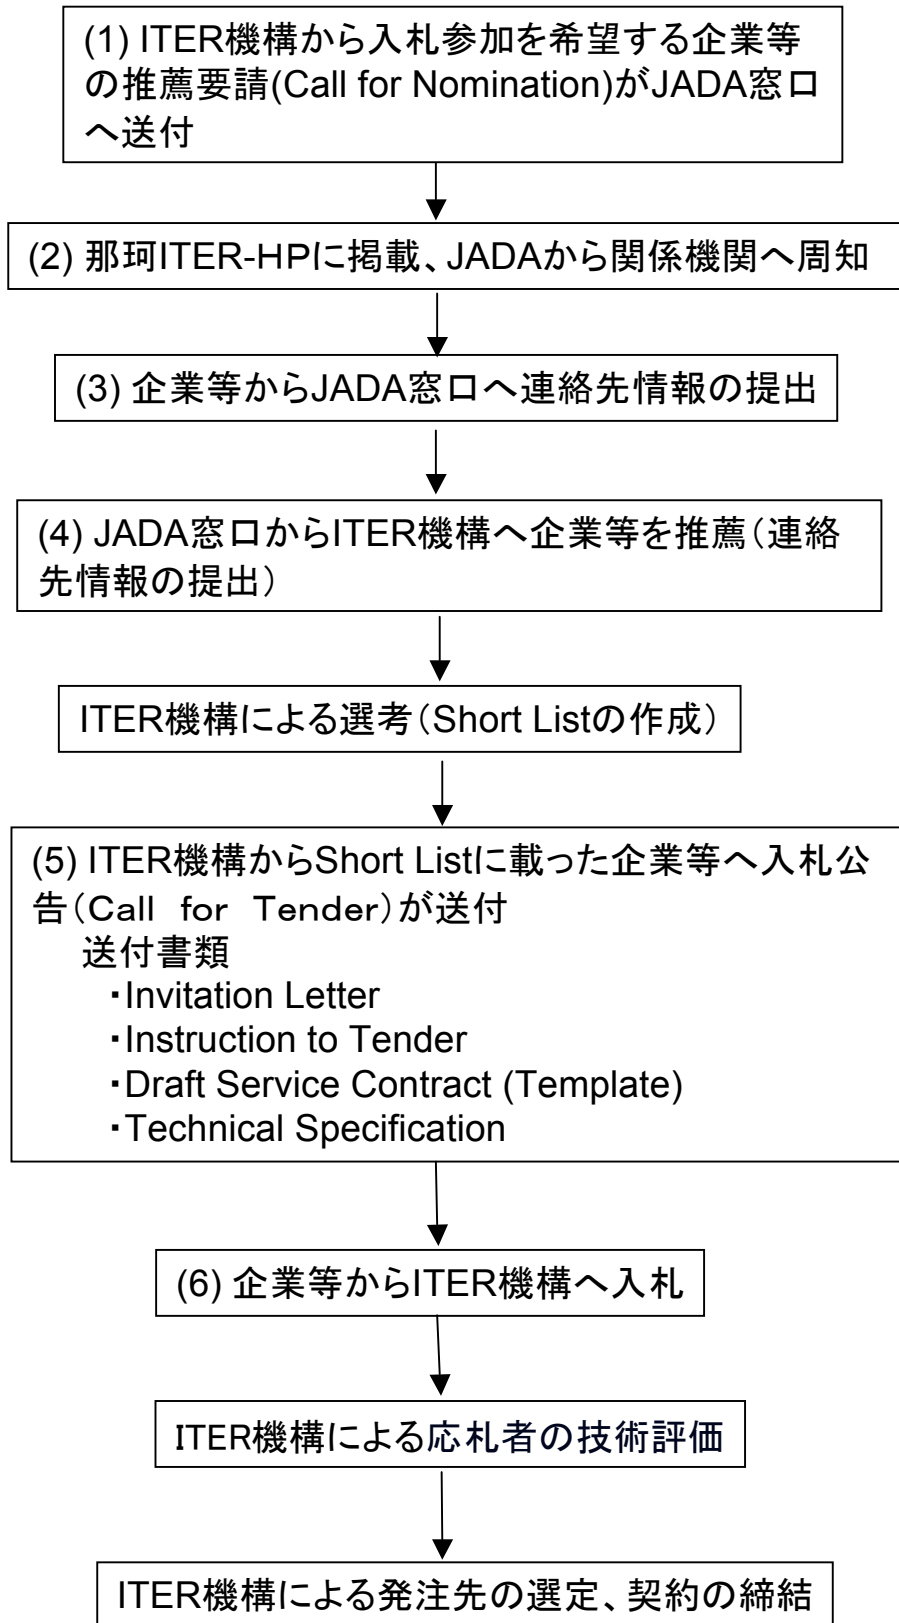 (1) ITER機構から入札参加を希望する企業等
の推薦要請(Call for Nomination)がJADA窓口
へ送付
(2) 那珂ITER-HPに掲載、JADAから関係機関へ周知
(3) 企業等からJADA窓口へ連絡先情報の提出
(4) JADA窓口からITER機構へ企業等を推薦（連絡
先情報の提出）
ITER機構による選考（Short Listの作成）
(5) ITER機構からShort Listに載った企業等へ入札公
告（Call　for　Tender）が送付
送付書類
・Invitation Letter
・Instruction to Tender
・Draft Service Contract (Template)
・Technical Specification
(6) 企業等からITER機構へ入札
ITER機構による応札者の技術評価
ITER機構による発注先の選定、契約の締結